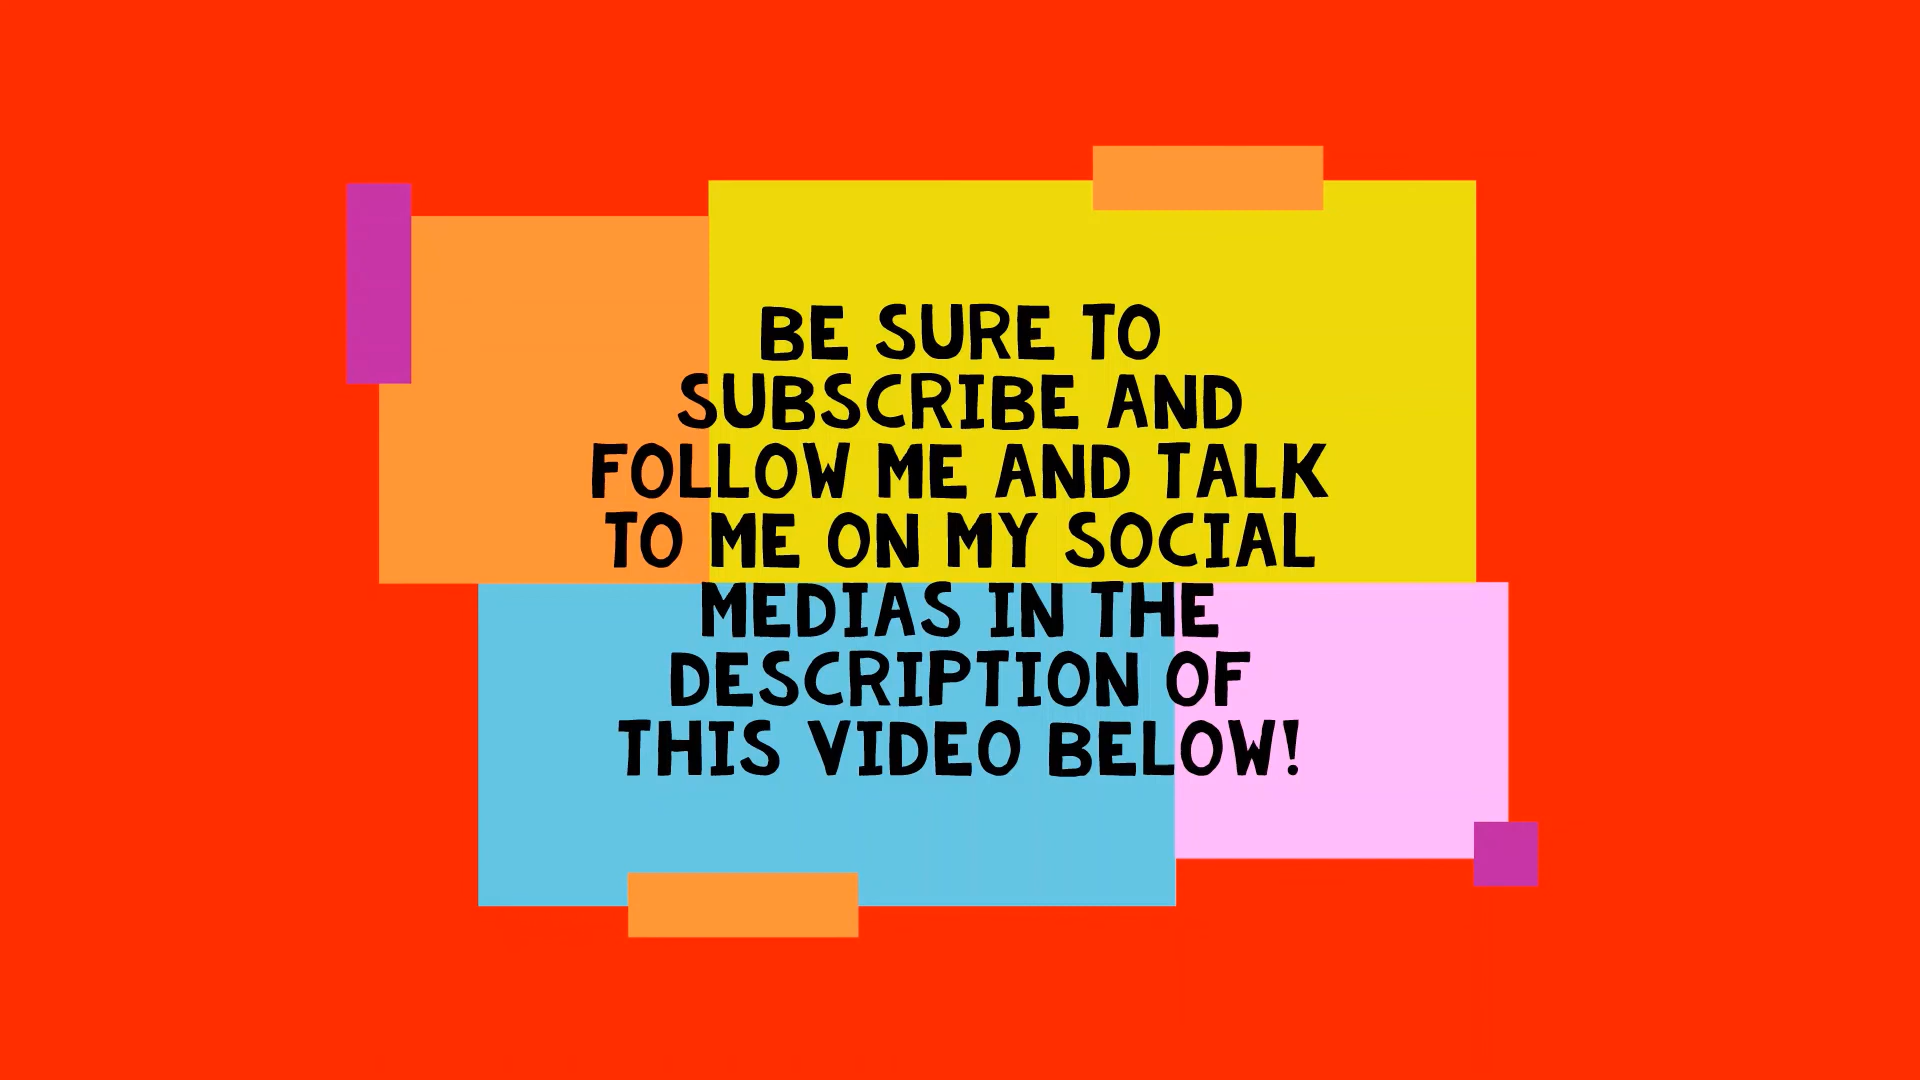 BE SURE TO
SUBSCRIBE AND
FOLLOW ME AND TALK
TO ME ON MY SOCIAL
MEDIAS IN THE
DESCRIPTION OF
THIS VIDEO BELOW!